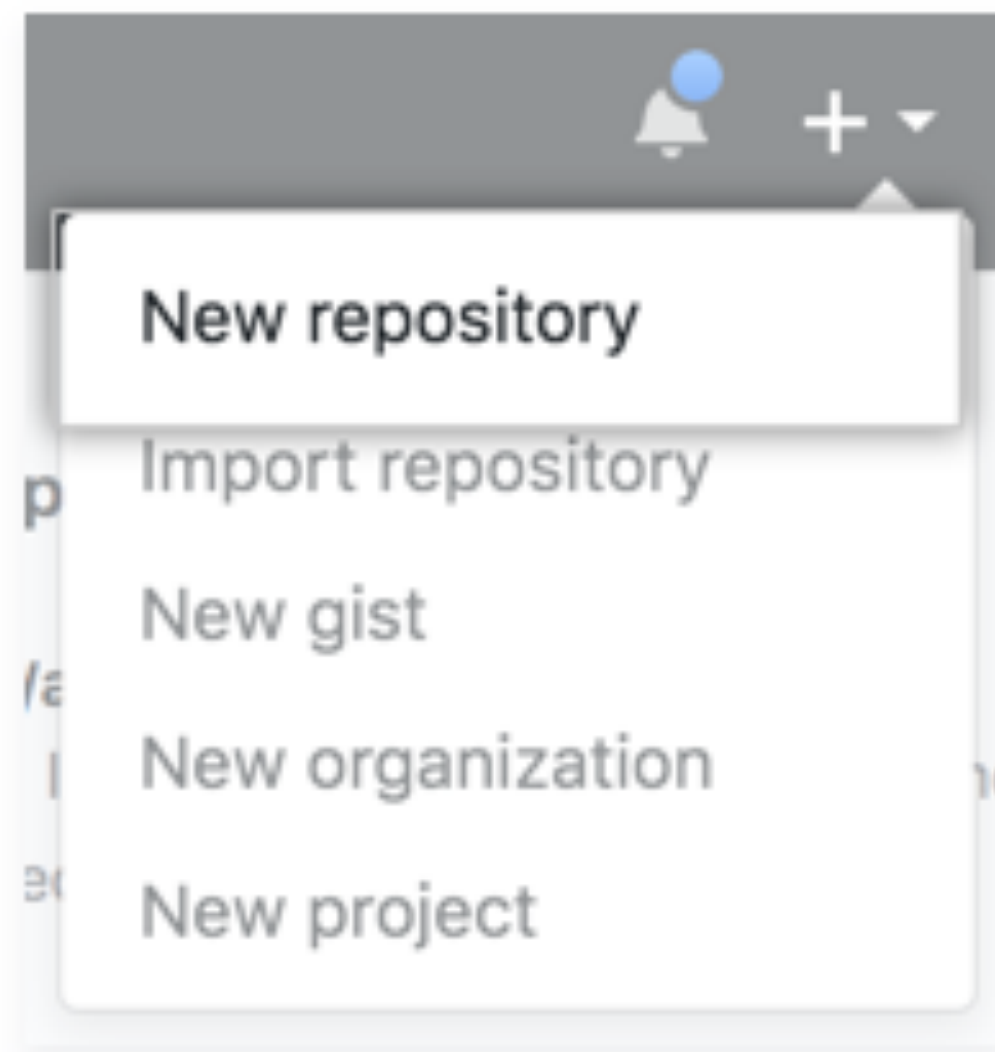 New repository
Import repository
New gist
New organization
New project